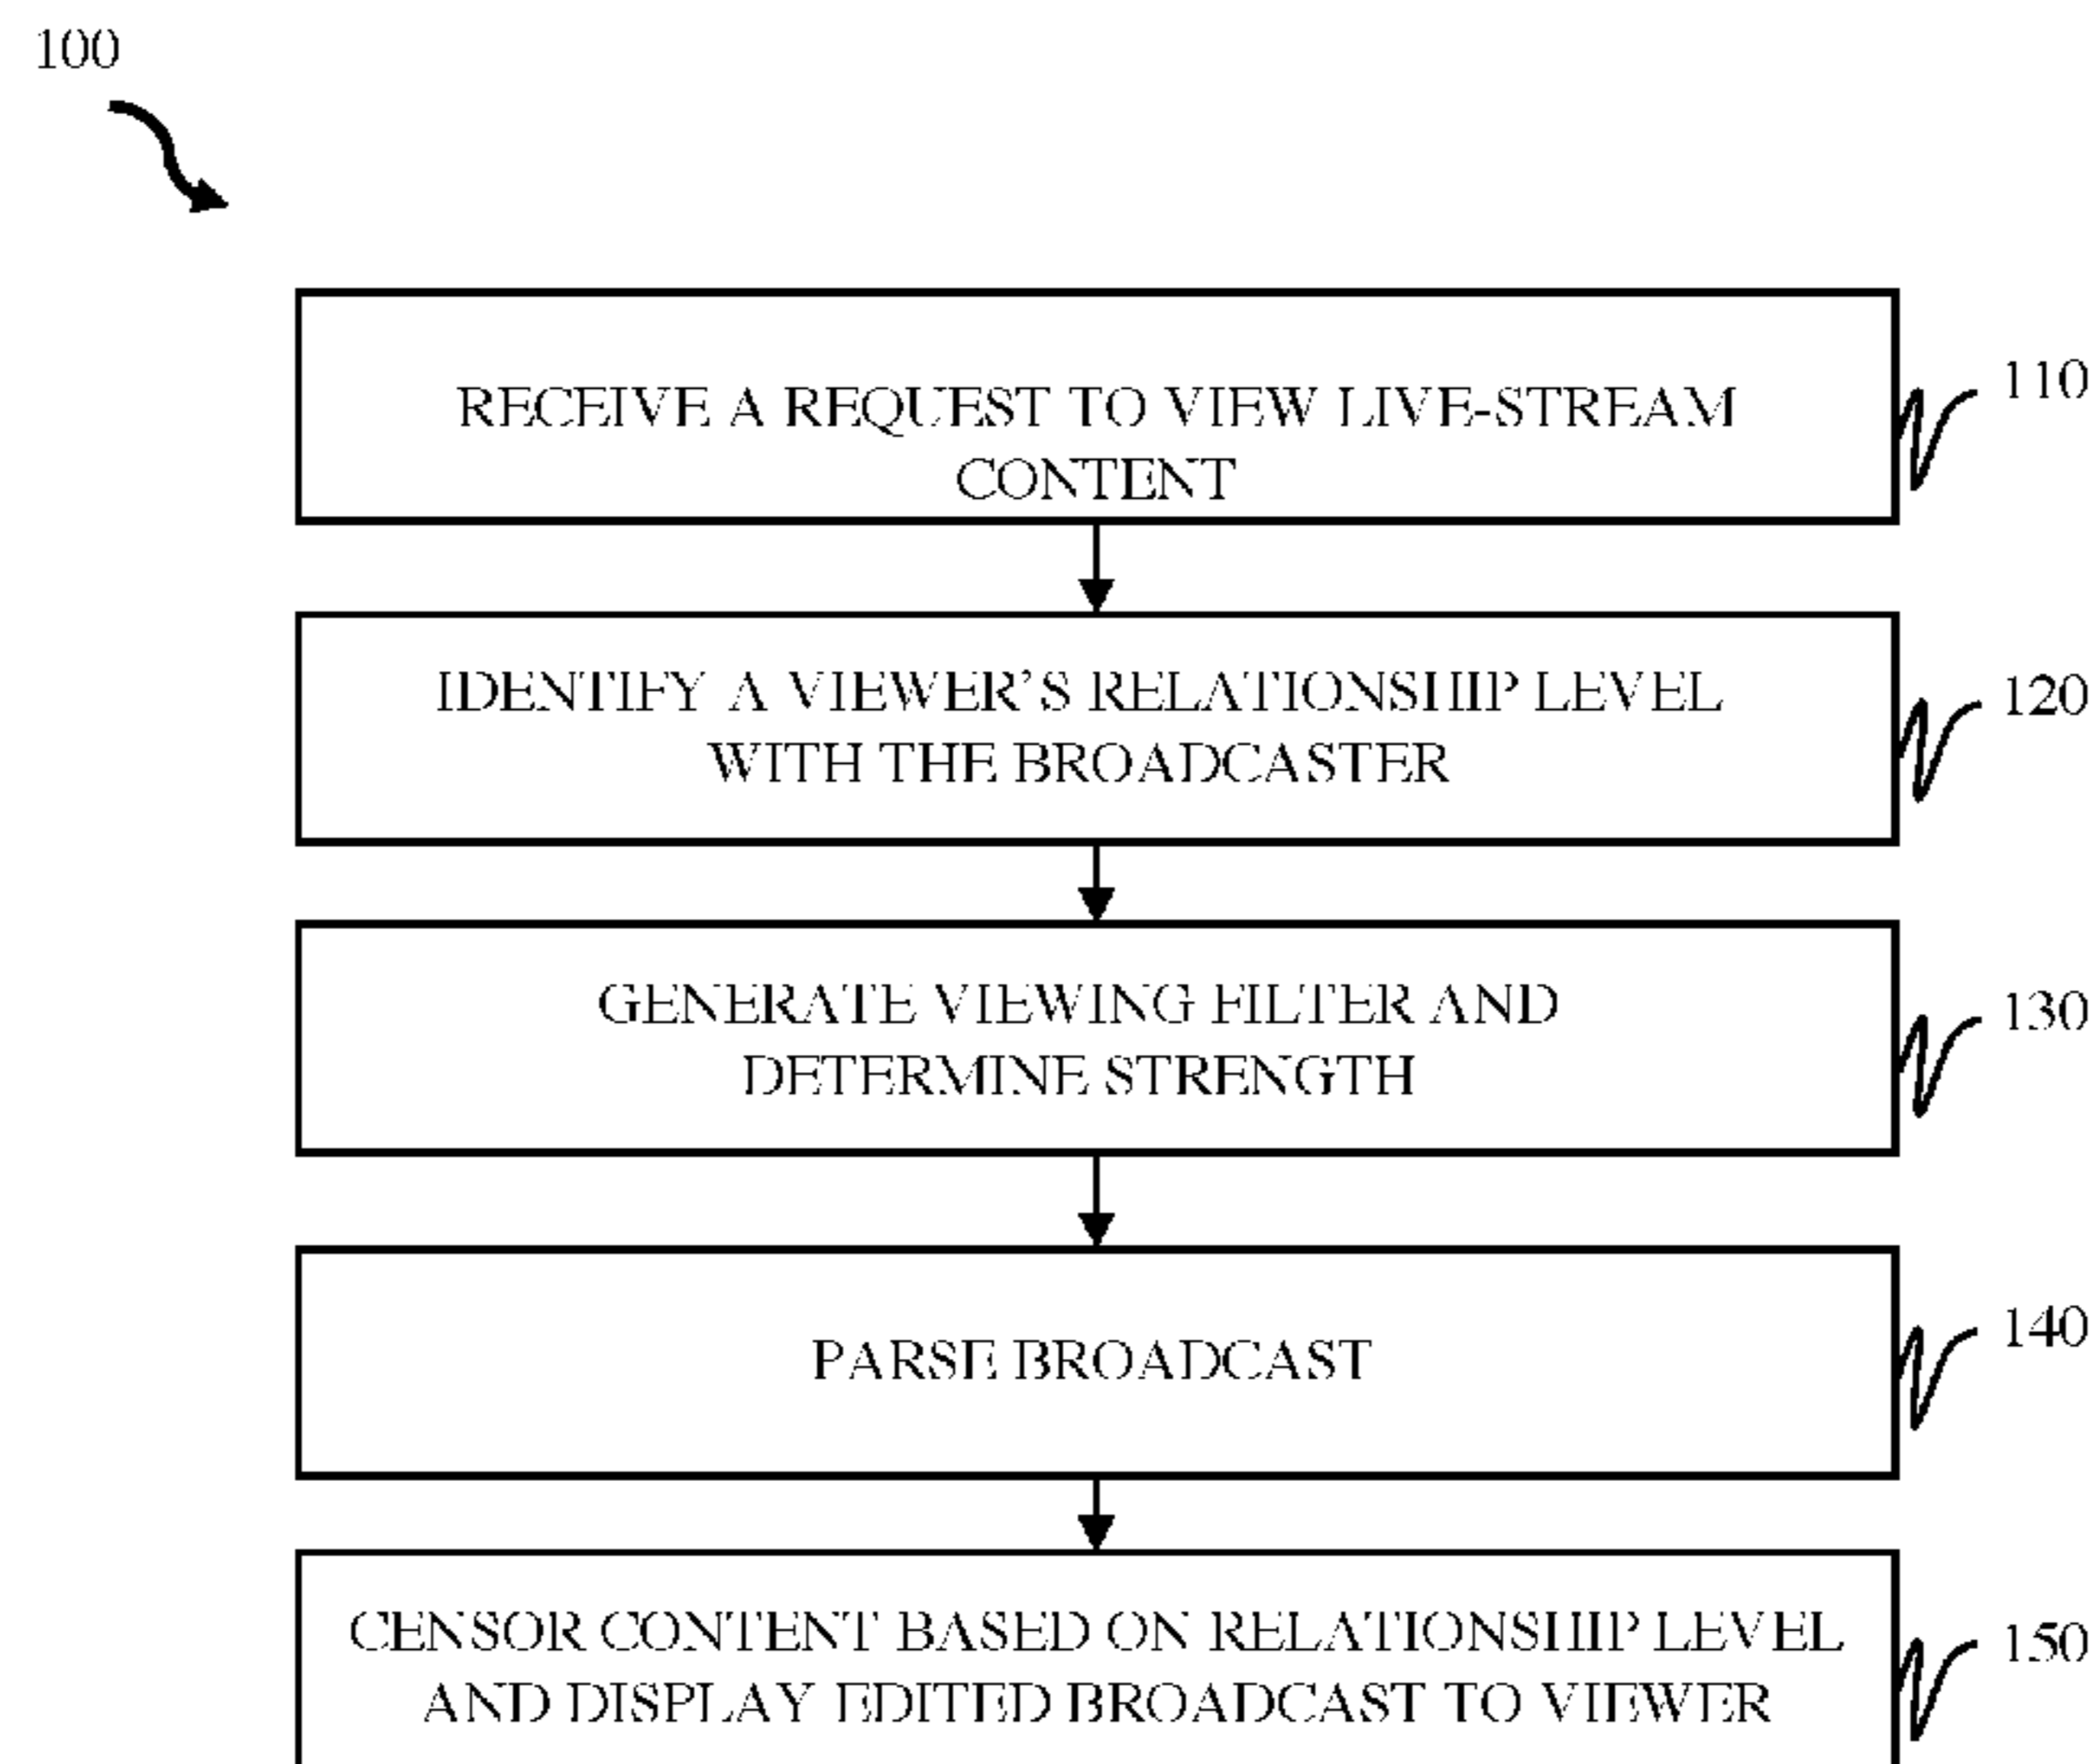 100
RECEIVE A REQUEST TO VIEW LIVE-STREAM
CONTENT
110
IDENTIFY A VIEWER'S RELATIONSHIP LEVEL
WITH THE BROADCASTER
120
GENERATE VIEWING FILTER AND
DETERMINE STRENGTH
130
PARSE BROADCAST
140
CENSOR CONTENT BASED ON RELATIONSHIP LEVEL
AND DISPLAY EDITED BROADCAST TO VIEWER
150